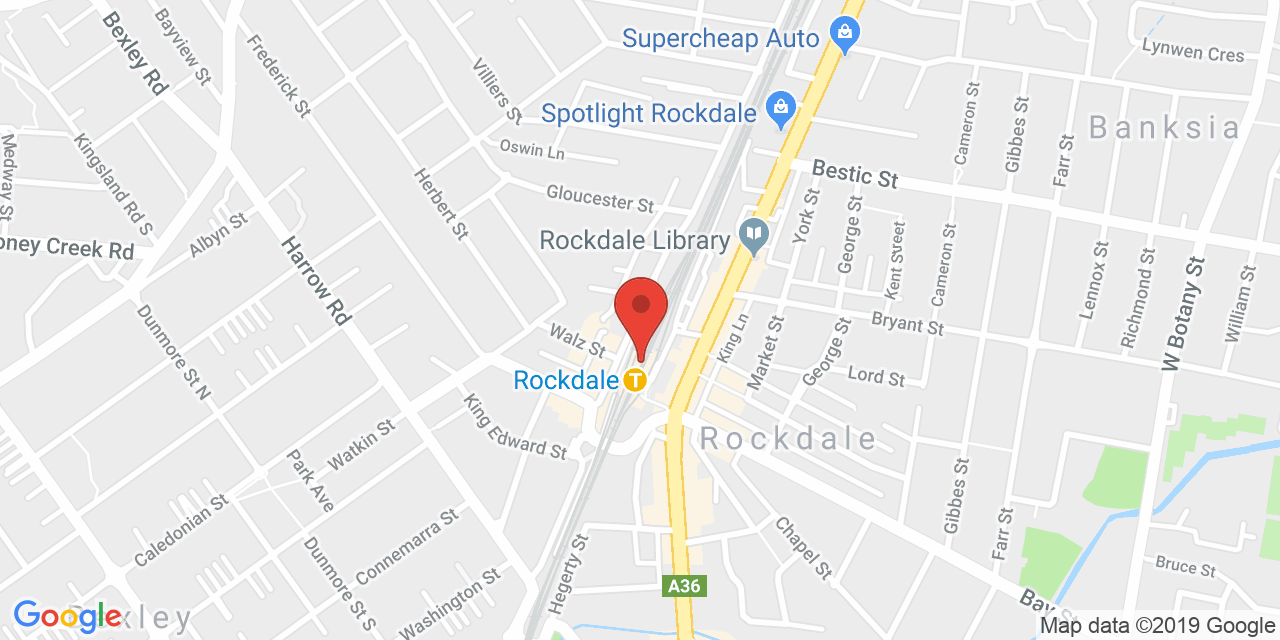 Bexley Rd
Bayview St
Frederick St
Villiers St
Supercheap Auto
Lynwen Cres
Spotlight Rockdale
Banksia
Medway St
Kingsland Rd S
Oswin Ln
Cameron St
Gibbes St
Farr St
Bestic St
Herbert St
Gloucester St
Albyn St
oney Creek Rd
Rockdale Library
York St
George St
Kent Street
Cameron St
Lennox St
Richmond St
W Botany St
William St
Harrow Rd
Dunmore St N
Walz St
King Ln
Market St
George St
Bryant St
Lord St
Rockdale
T
King Edward St
Watkin St
Rockdale
Park Ave
Caledonian St
Connemarra St
Dunmore St S
Washington St
Hegerty St
A36
Chapel St
Gibbes St
Farr St
Bruce St
Bay S
Google
exley
Map data ©2019 Google